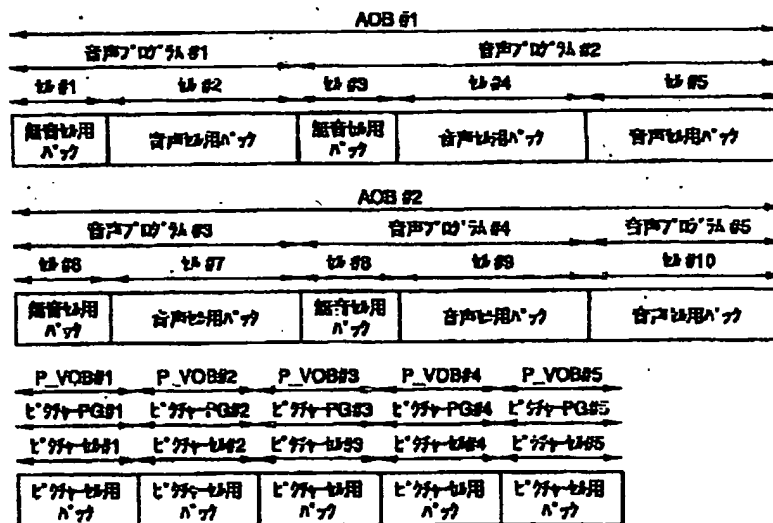 AOB #1
音声プログラム#1 音声プログラム#2
セル#1 セル#2 セル#3 セル#4 セル#5
無音セル用パック 音声セル用パック 無音セル用パック 音声セル用パック 音声セル用パック
AOB #2
音声プログラム#3 音声プログラム#4 音声プログラム#5
セル#6 セル#7 セル#8 セル#9 セル#10
無音セル用パック 音声セル用パック 無音セル用パック 音声セル用パック 音声セル用パック
P_VOB#1 P_VOB#2 P_VOB#3 P_VOB#4 P_VOB#5
ピクチャーPG#1 ピクチャーPG#2 ピクチャーPG#3 ピクチャーPG#4 ピクチャーPG#5
ピクチャーセル#1 ピクチャーセル#2 ピクチャーセル#3 ピクチャーセル#4 ピクチャーセル#5
ピクチャーセル用パック ピクチャーセル用パック ピクチャーセル用パック ピクチャーセル用パック ピクチャーセル用パック